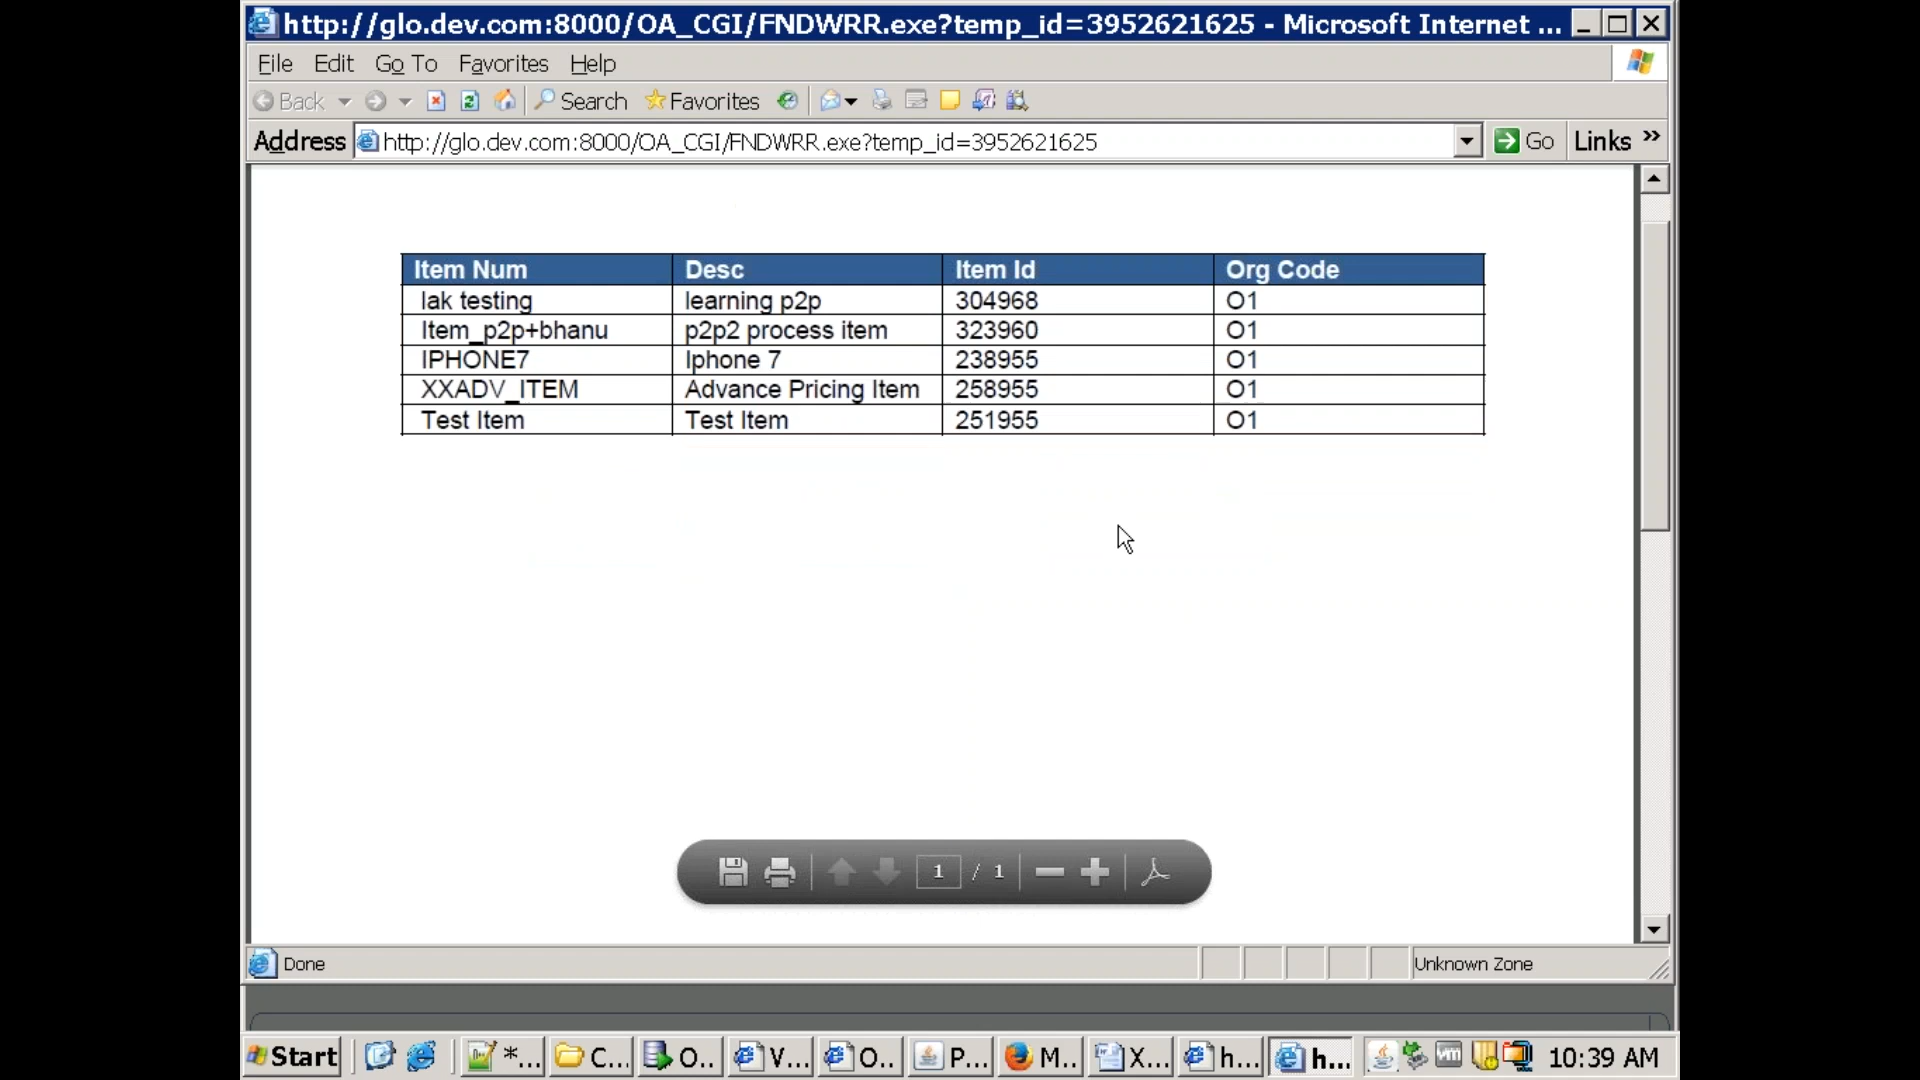 http://glo.dev.com:8000/OA_CGI/FNDWRR.exe?temp_id=3952621625 - Microsoft Internet ...
File Edit Go To Favorites Help
Back Search Favorites
Address http://glo.dev.com:8000/OA_CGI/FNDWRR.exe?temp_id=3952621625 Go Links »
Item Num Desc Item Id Org Code
lak testing learning p2p 304968 O1
Item_p2p+bhanu p2p2 process item 323960 O1
IPHONE7 Iphone 7 238955 O1
XXADV_ITEM Advance Pricing Item 258955 O1
Test Item Test Item 251955 O1
1 / 1
Done Unknown Zone
Start *... C... O... V... O... P... M... X... h... h... 10:39 AM